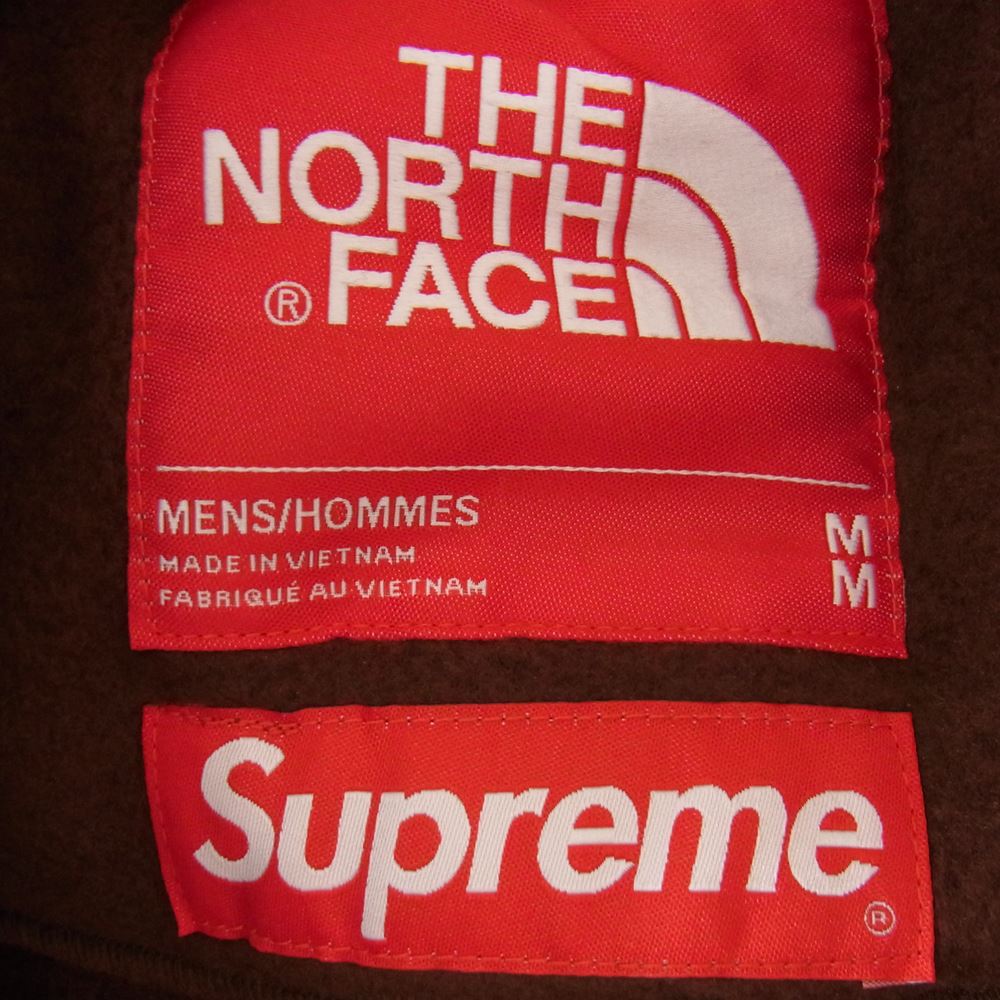 THE
NORTH
® FACE
MENS/HOMMES M
MADE IN VIETNAM
FABRIQUÉ AU VIETNAM M
Supreme
®